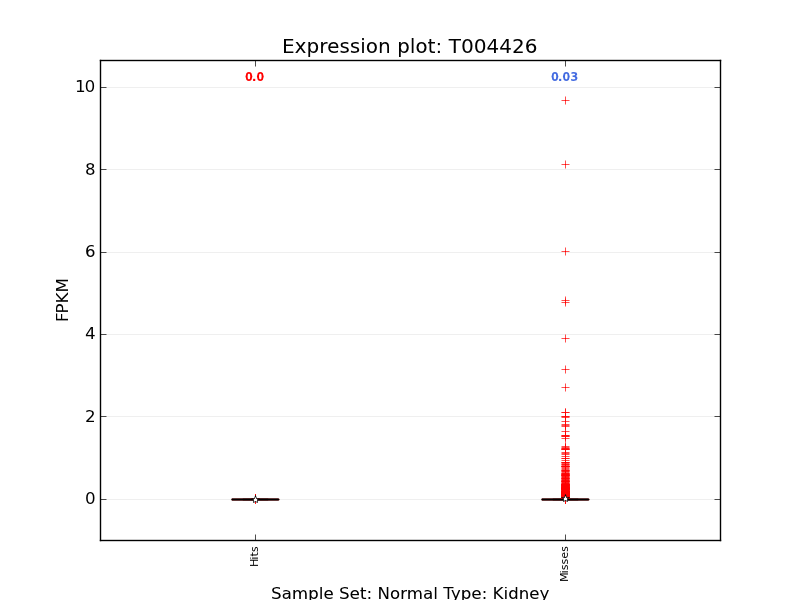 Expression plot: T004426
0.0
0.03
10
8
6
4
2
0
FPKM
Hits
Misses
Sample Set: Normal Type: Kidney